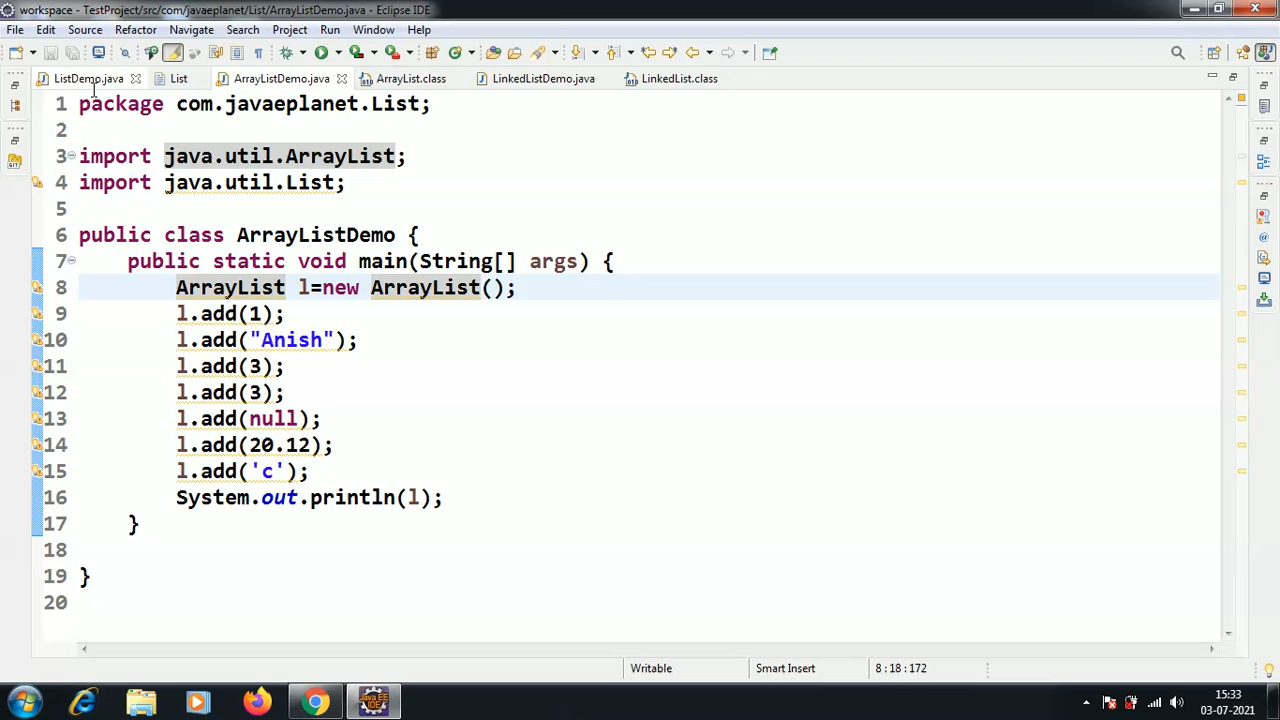 workspace - TestProject/src/com/javaeplanet/List/ArrayListDemo.java - Eclipse IDE
File Edit Source Refactor Navigate Search Project Run Window Help
ListDemo.java List ArrayListDemo.java ArrayList.class LinkedListDemo.java LinkedList.class
1 package com.javaeplanet.List;
2
3 import java.util.ArrayList;
4 import java.util.List;
5
6 public class ArrayListDemo {
7 public static void main(String[] args) {
8 ArrayList l=new ArrayList();
9 l.add(1);
10 l.add("Anish");
11 l.add(3);
12 l.add(3);
13 l.add(null);
14 l.add(20.12);
15 l.add('c');
16 System.out.println(l);
17 }
18
19 }
20
Writable Smart Insert 8 : 18 : 172
15:33
03-07-2021